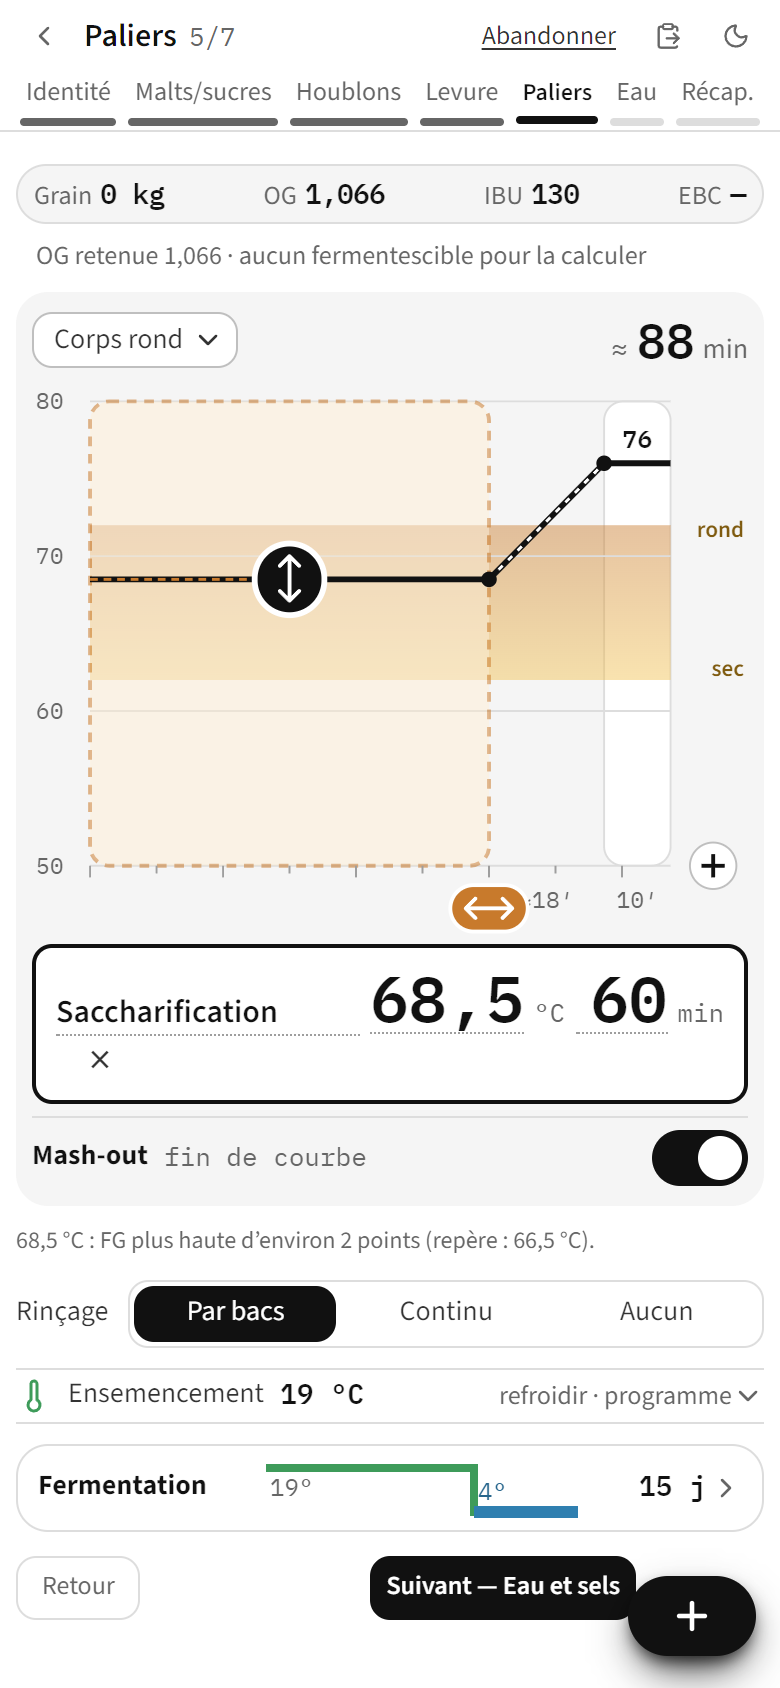 Paliers 5/7 Abandonner
Identité Malts/sucres Houblons Levure Paliers Eau Récap.
Grain 0 kg OG 1,066 IBU 130 EBC –
OG retenue 1,066 · aucun fermentescible pour la calculer
Corps rond ≈ 88 min
80
76
rond
70
sec
60
50
18′ 10′
Saccharification 68,5 °C 60 min
×
Mash-out fin de courbe
68,5 °C : FG plus haute d’environ 2 points (repère : 66,5 °C).
Rinçage Par bacs Continu Aucun
Ensemencement 19 °C refroidir · programme
Fermentation 19° 4° 15 j
Retour Suivant — Eau et sels